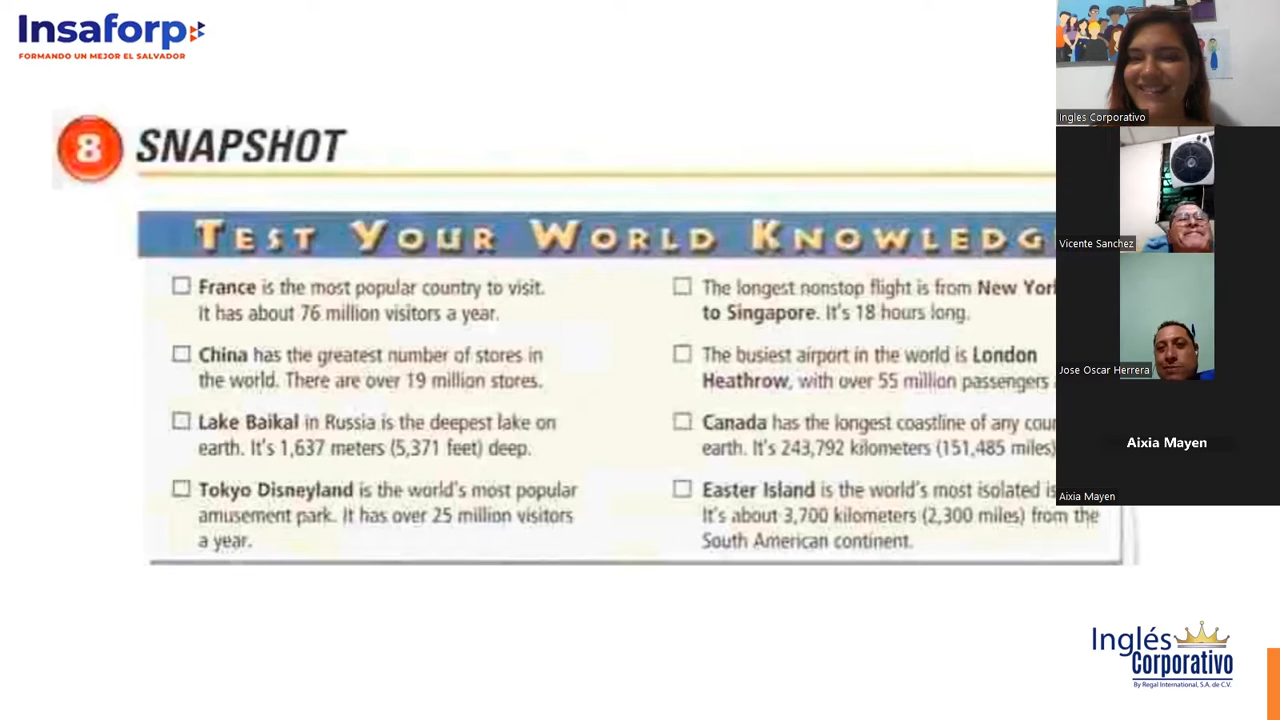 Insaforp
FORMANDO UN MEJOR EL SALVADOR
8 SNAPSHOT
TEST YOUR WORLD KNOWLEDG
France is the most popular country to visit.
It has about 76 million visitors a year.
China has the greatest number of stores in
the world. There are over 19 million stores.
Lake Baikal in Russia is the deepest lake on
earth. It's 1,637 meters (5,371 feet) deep.
Tokyo Disneyland is the world's most popular
amusement park. It has over 25 million visitors
a year.
The longest nonstop flight is from New York
to Singapore. It's 18 hours long.
The busiest airport in the world is London
Heathrow, with over 55 million passengers
Canada has the longest coastline of any
earth. It's 243,792 kilometers (151,485 miles)
Easter Island is the world's most isolated
It's about 3,700 kilometers (2,300 miles) from the
South American continent.
Ingles Corporativo
Vicente Sanchez
Jose Oscar Herrera
Aixia Mayen
Aixia Mayen
Inglés
Corporativo
By Regal International, S.A. de C.V.